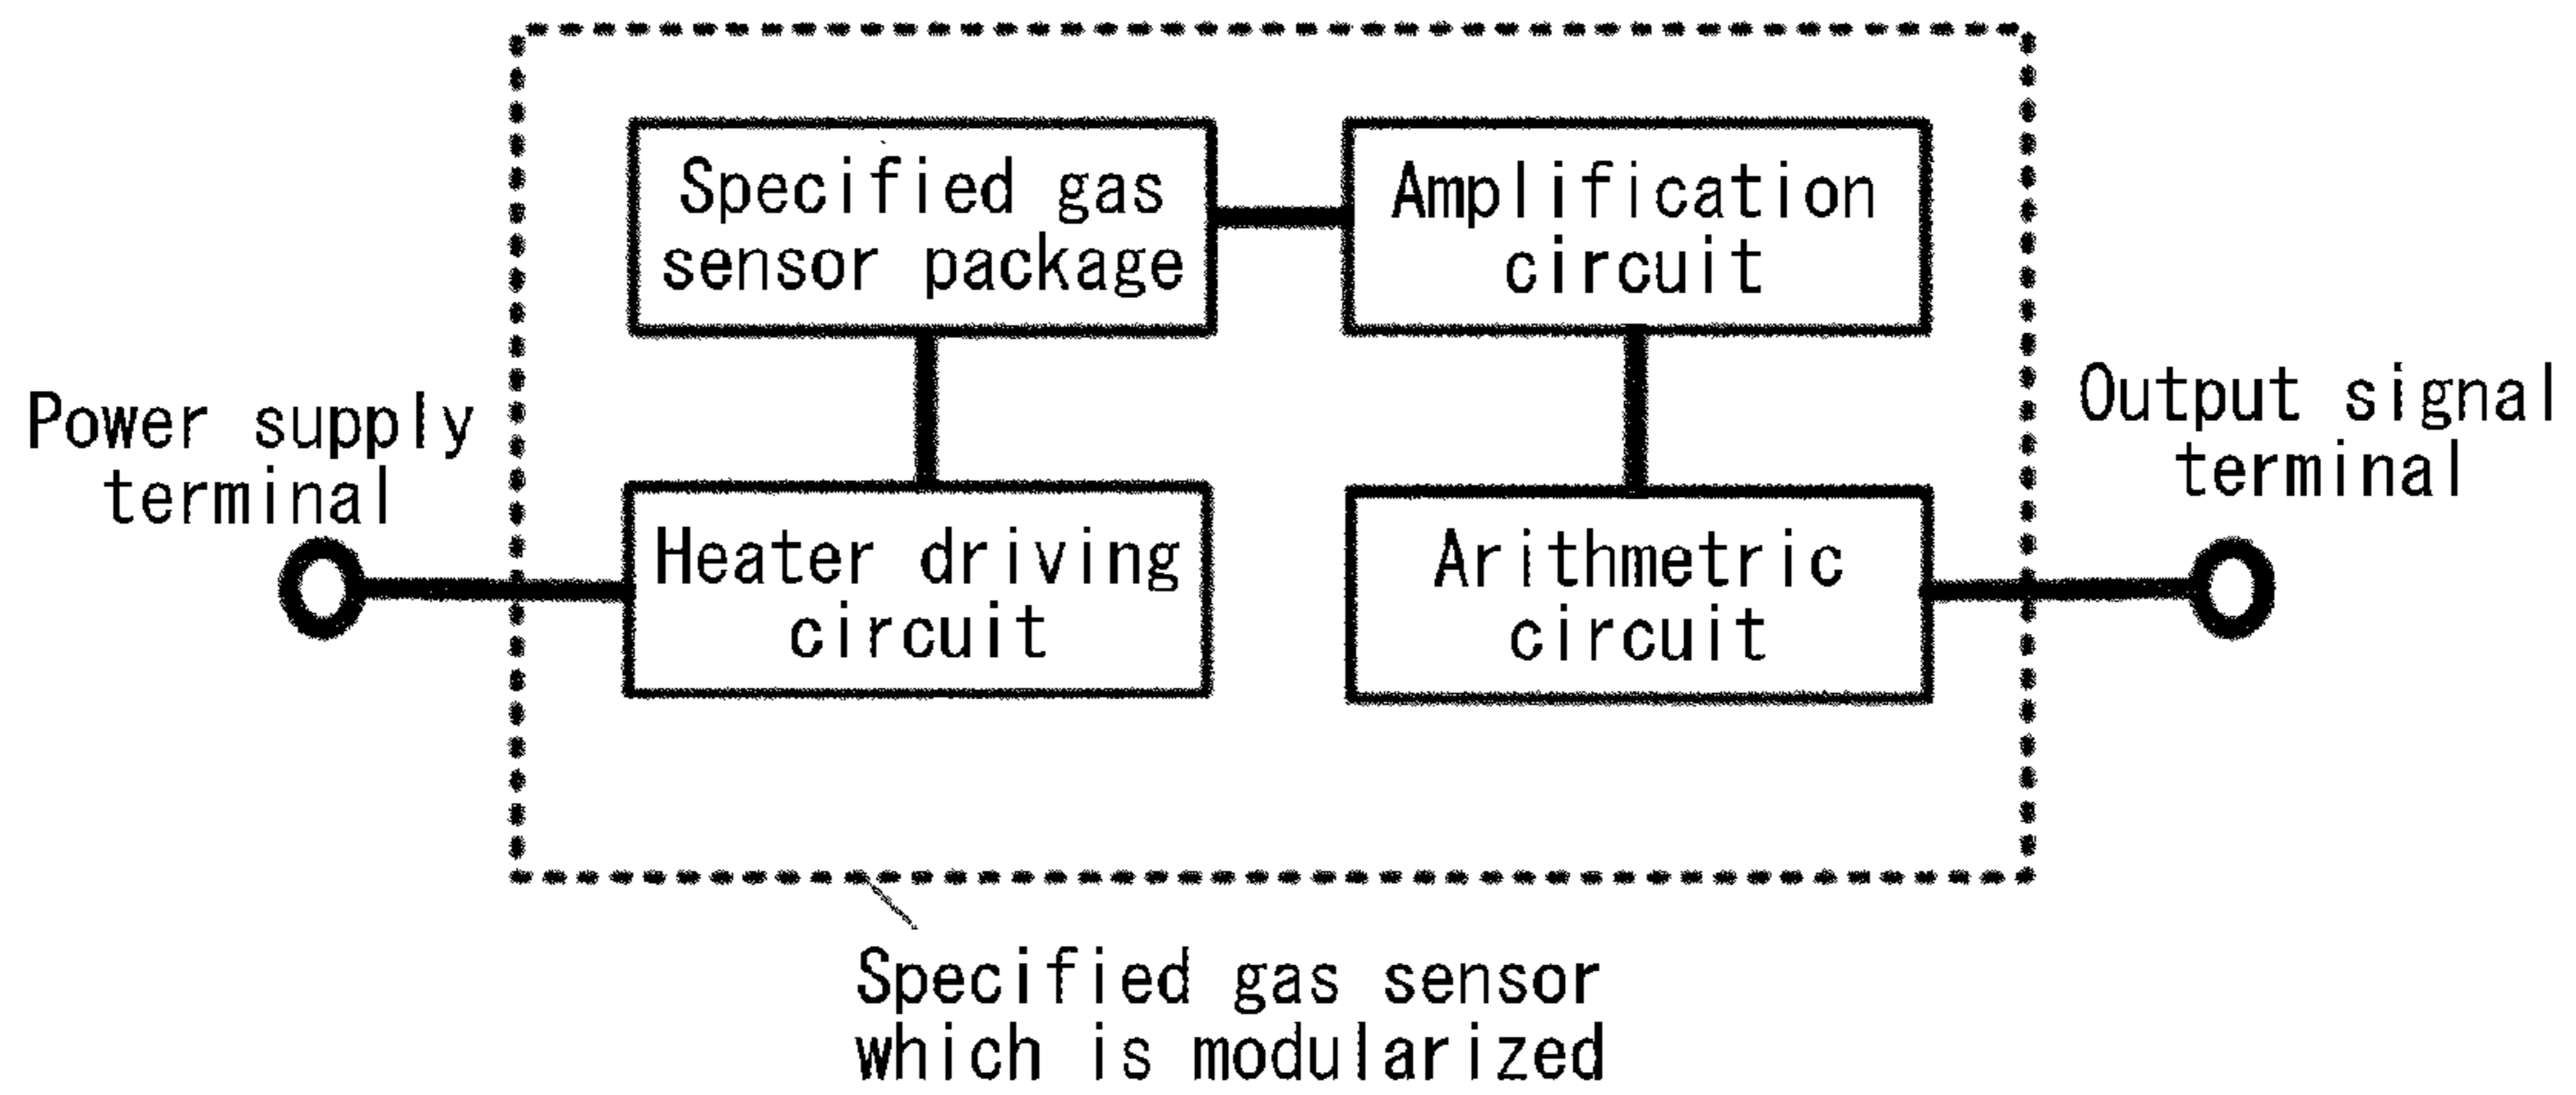 Specified gas
sensor package
Amplification
circuit
Power supply
terminal
Output signal
terminal
Heater driving
circuit
Arithmetric
circuit
Specified gas sensor
which is modularized